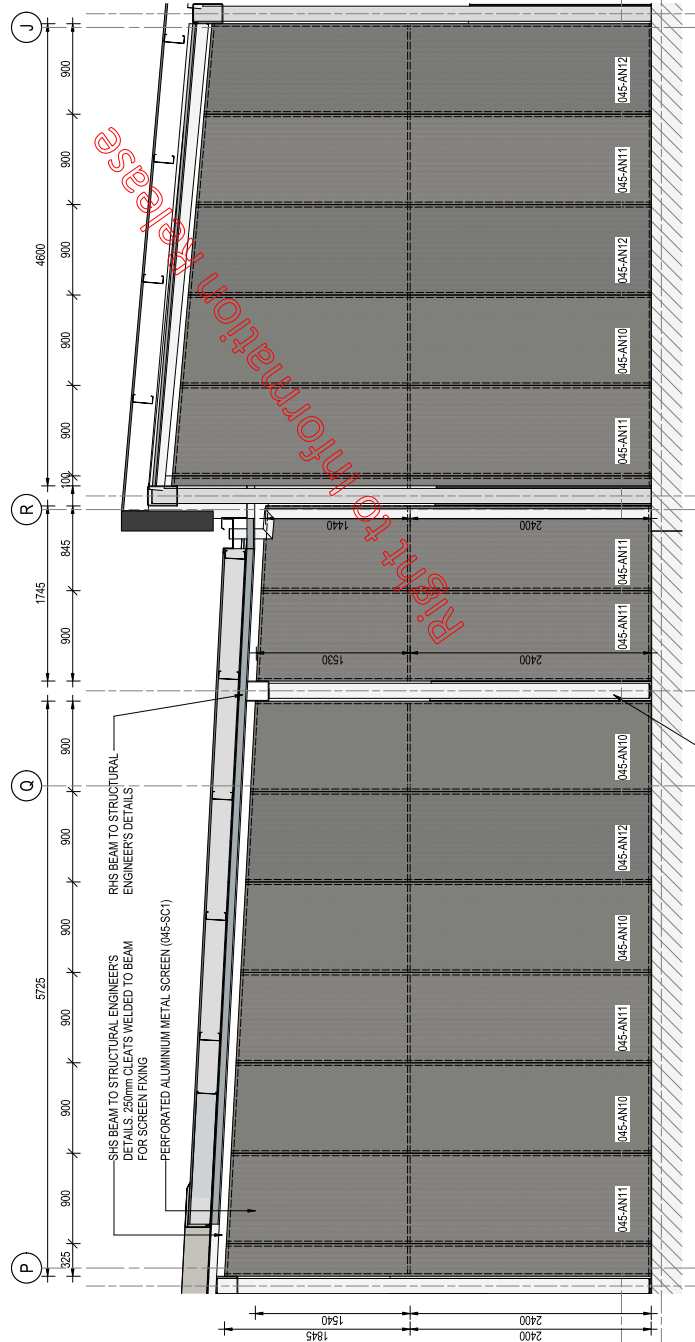 P
Q
R
J
5725
1745
4600
325
900
900
900
900
900
900
900
845
100
900
900
900
900
900
SHS BEAM TO STRUCTURAL ENGINEER'S
DETAILS. 250mm CLEATS WELDED TO BEAM
FOR SCREEN FIXING
PERFORATED ALUMINIUM METAL SCREEN (045-SC1)
RHS BEAM TO STRUCTURAL
ENGINEER'S DETAILS
Right to Information Release
1845
1540
1530
1440
2400
2400
2400
2400
045-AN11
045-AN10
045-AN11
045-AN10
045-AN12
045-AN10
045-AN11
045-AN11
045-AN11
045-AN10
045-AN12
045-AN11
045-AN12